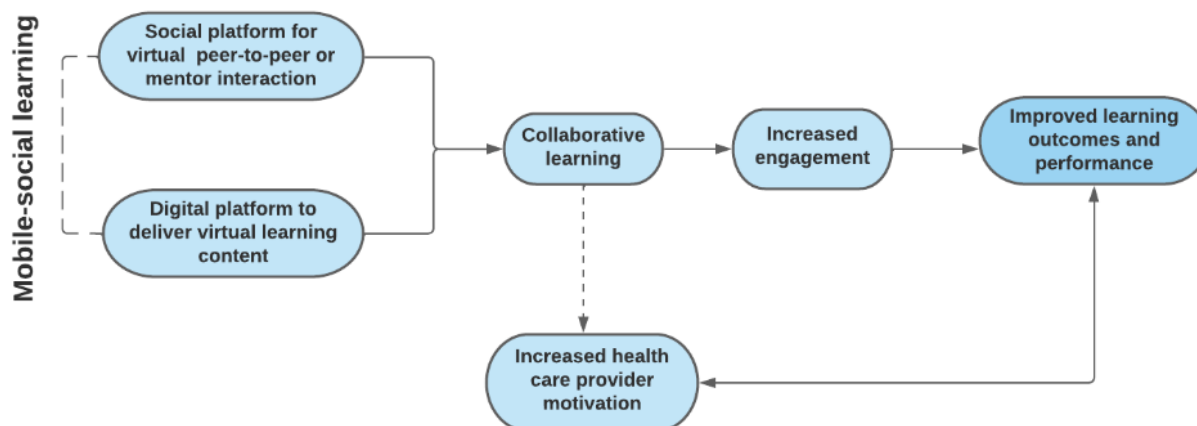 Mobile-social learning
Social platform for
virtual peer-to-peer or
mentor interaction
Digital platform to
deliver virtual learning
content
Collaborative
learning
Increased
engagement
Improved learning
outcomes and
performance
Increased health
care provider
motivation